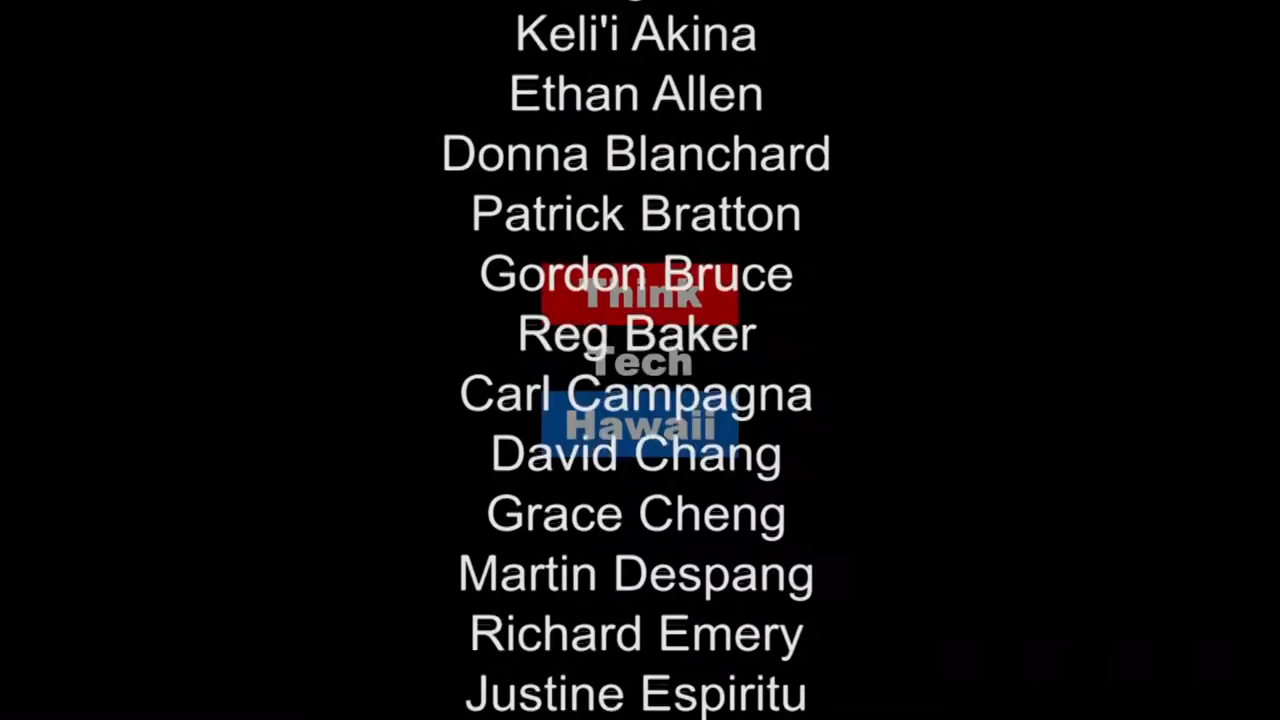 Keli'i Akina
Ethan Allen
Donna Blanchard
Patrick Bratton
Gordon Bruce
Think
Reg Baker
Tech
Carl Campagna
Hawaii
David Chang
Grace Cheng
Martin Despang
Richard Emery
Justine Espiritu